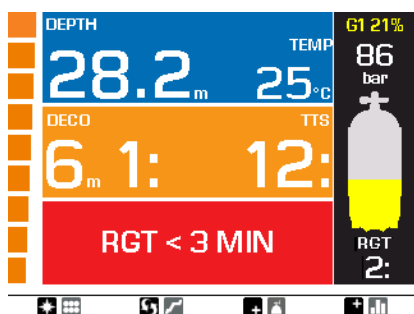 DEPTH
TEMP
28.2m
25°C
DECO
TTS
6m 1:
12:
RGT < 3 MIN
G1 21%
86
bar
RGT
2: